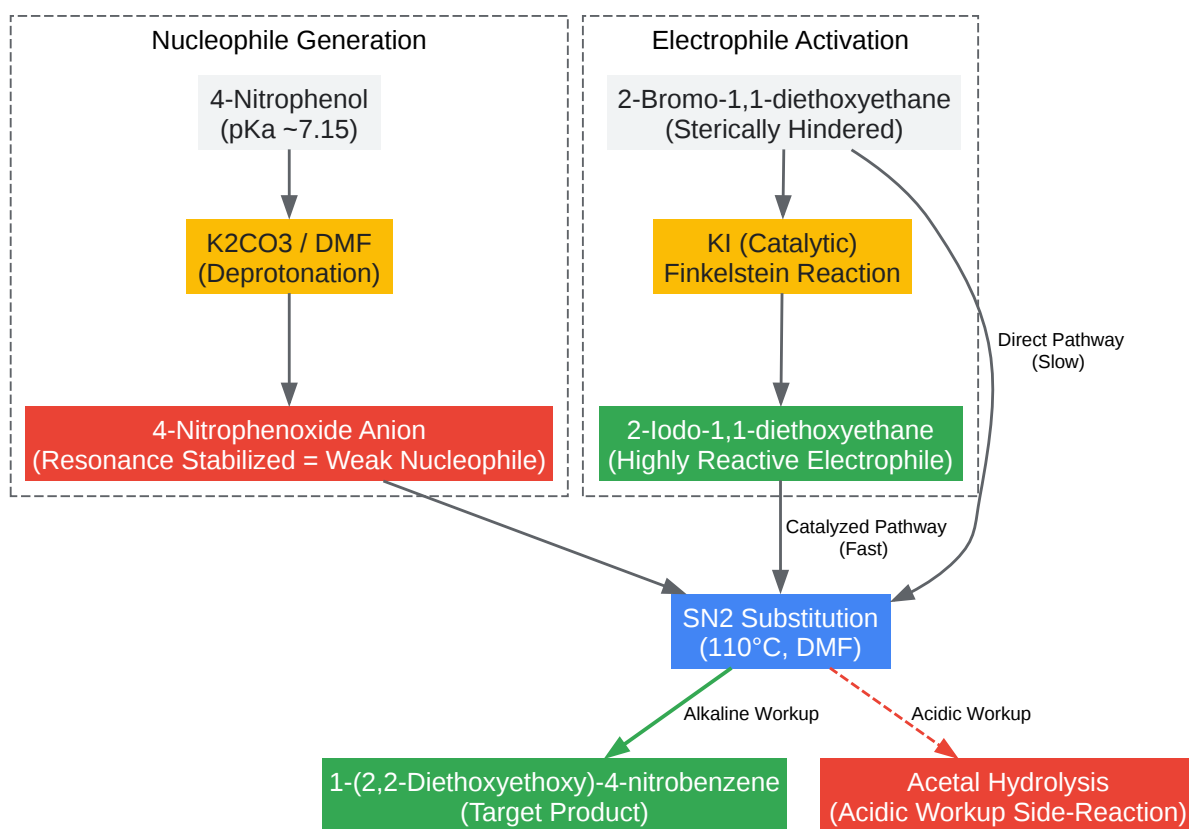 Nucleophile Generation
Electrophile Activation
4-Nitrophenol
(pKa ~7.15)
2-Bromo-1,1-diethoxyethane
(Sterically Hindered)
K2CO3 / DMF
(Deprotonation)
KI (Catalytic)
Finkelstein Reaction
Direct Pathway
(Slow)
4-Nitrophenoxide Anion
(Resonance Stabilized = Weak Nucleophile)
2-Iodo-1,1-diethoxyethane
(Highly Reactive Electrophile)
Catalyzed Pathway
(Fast)
SN2 Substitution
(110°C, DMF)
Alkaline Workup
Acidic Workup
1-(2,2-Diethoxyethoxy)-4-nitrobenzene
(Target Product)
Acetal Hydrolysis
(Acidic Workup Side-Reaction)